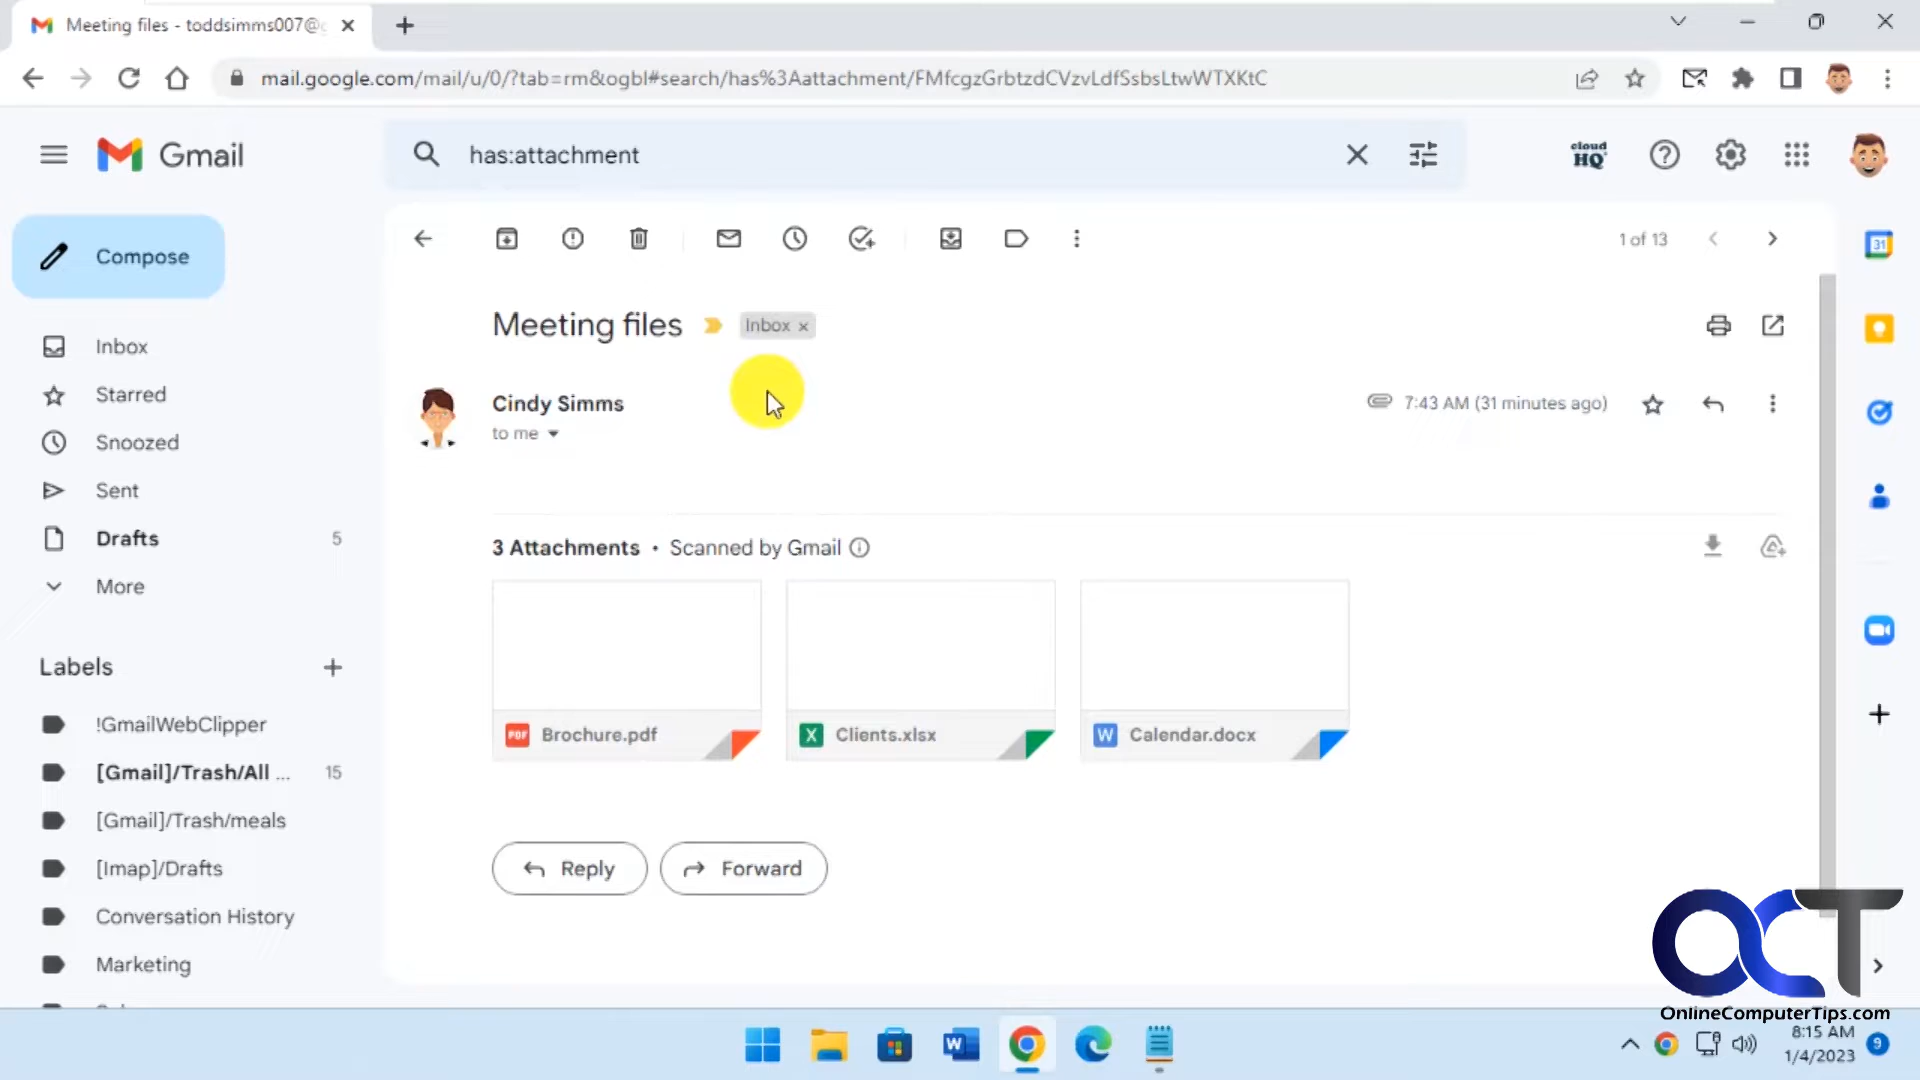 Meeting files - toddsimms007@g
mail.google.com/mail/u/0/?tab=rm&ogbl#search/has%3Aattachment/FMfcgzGrbtzdCVzvLdfSsbsLtwWTXKtC
Gmail
has:attachment
cloud
HQ
Compose
1 of 13
31
Meeting files
Inbox x
Inbox
Starred
Cindy Simms
7:43 AM (31 minutes ago)
to me
Snoozed
Sent
Drafts 5
3 Attachments • Scanned by Gmail
More
Labels
PDF Brochure.pdf
X Clients.xlsx
W Calendar.docx
!GmailWebClipper
[Gmail]/Trash/All ... 15
[Gmail]/Trash/meals
[Imap]/Drafts
Reply
Forward
Conversation History
Marketing
OCT
OnlineComputerTips.com
W
8:15 AM
1/4/2023
9